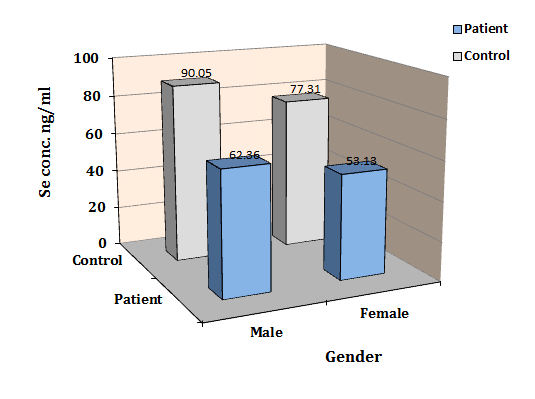 Patient
Control
100
80
60
40
20
0
Se conc. ng/ml
90.05
77.31
62.36
53.13
Control
Patient
Male
Female
Gender